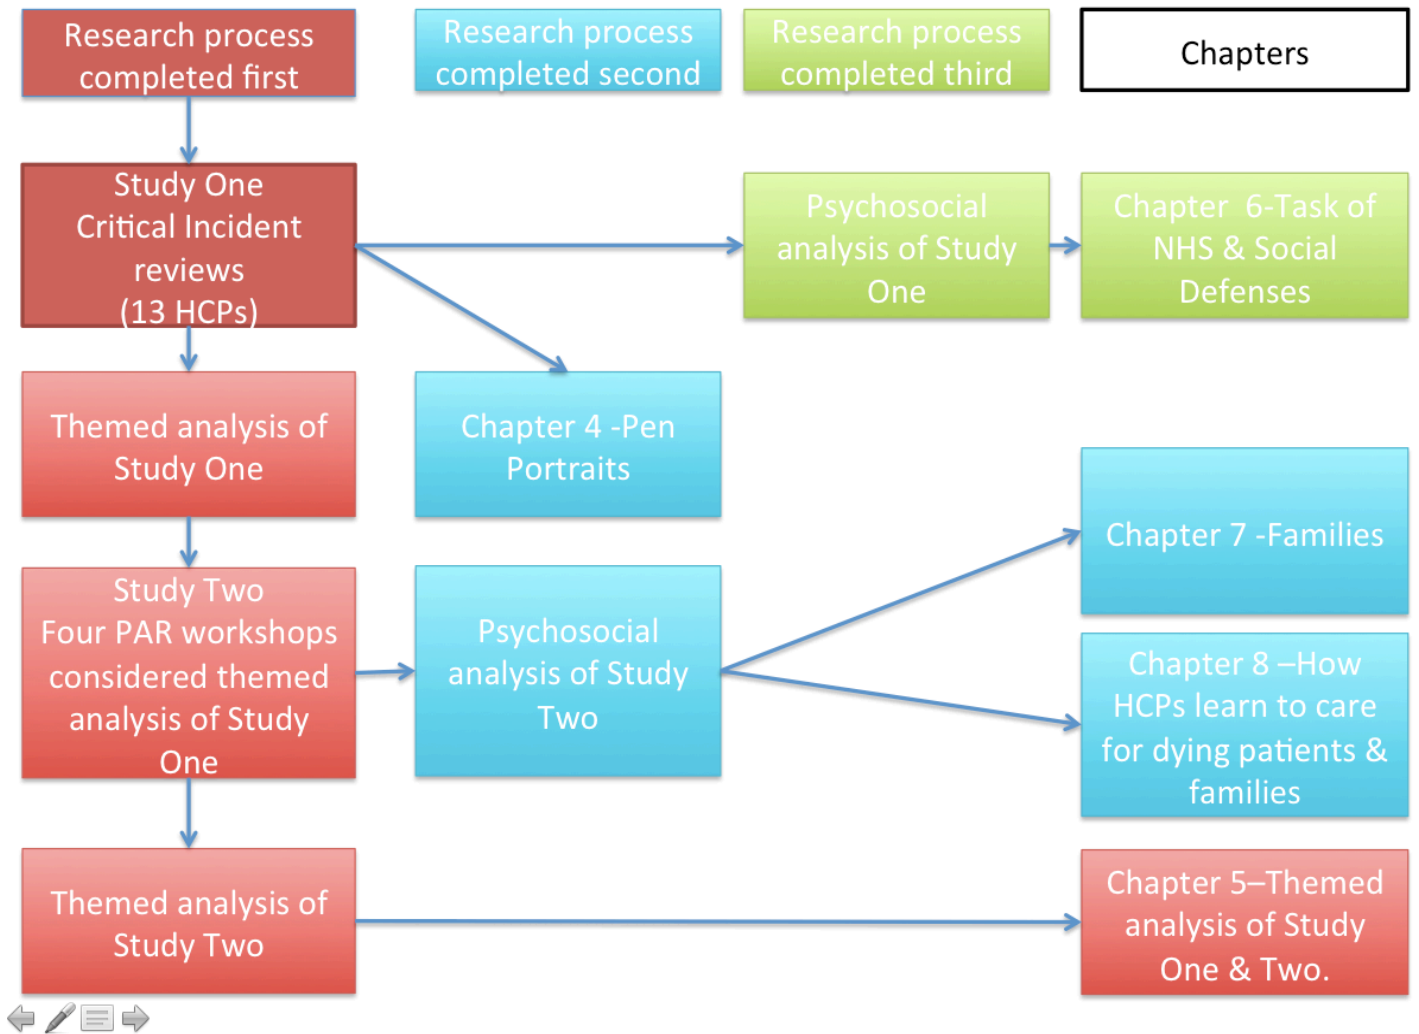 Research process
completed first
Research process
completed second
Research process
completed third
Chapters
Study One
Critical Incident
reviews
(13 HCPs)
Psychosocial
analysis of Study
One
Chapter  6-Task of
NHS & Social
Defenses
Themed analysis of
Study One
Chapter 4 -Pen
Portraits
Chapter 7 -Families
Study Two
Four PAR workshops
considered themed
analysis of Study
One
Psychosocial
analysis of Study
Two
Chapter 8 –How
HCPs learn to care
for dying patients &
families
Themed analysis of
Study Two
Chapter 5–Themed
analysis of Study
One & Two.